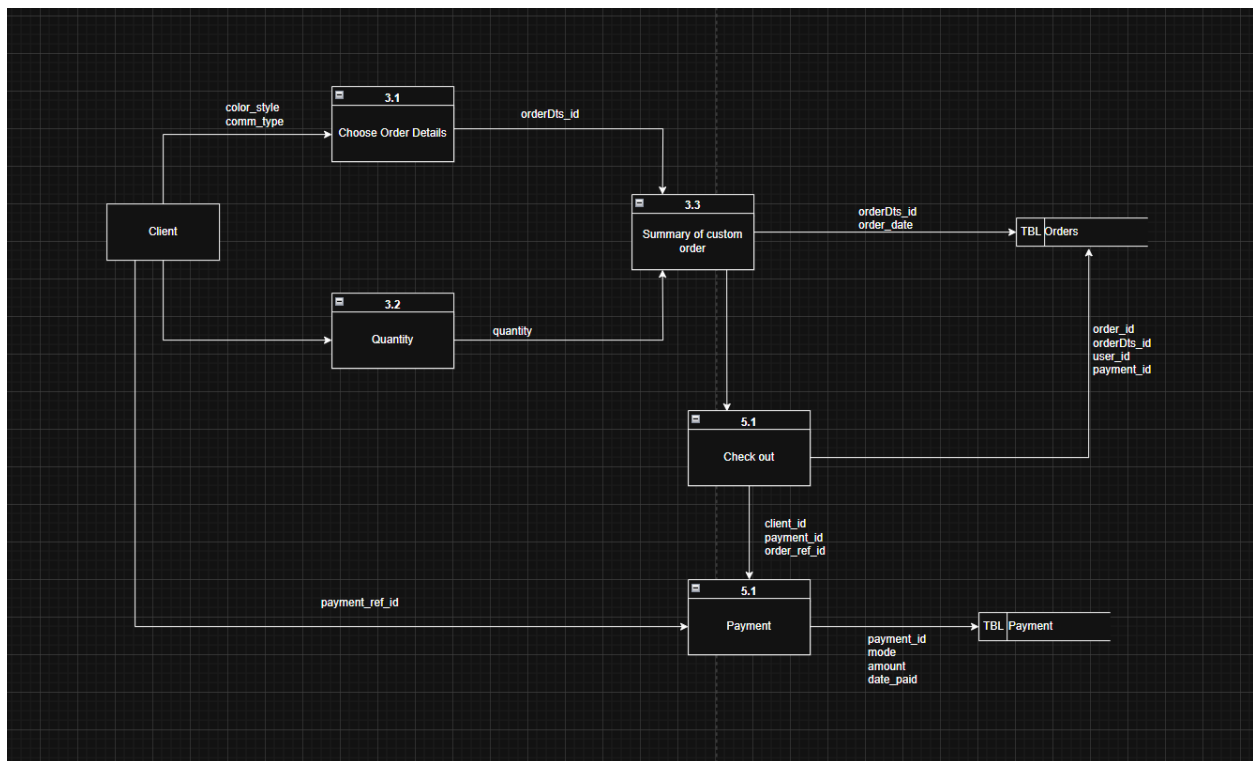 3.1
color_style
comm_type
Choose Order Details
orderDts_id
3.3
Client
Summary of custom
order
orderDts_id
order_date
TBL Orders
3.2
Quantity
quantity
order_id
orderDts_id
user_id
payment_id
5.1
Check out
client_id
payment_id
order_ref_id
5.1
payment_ref_id
Payment
TBL Payment
payment_id
mode
amount
date_paid